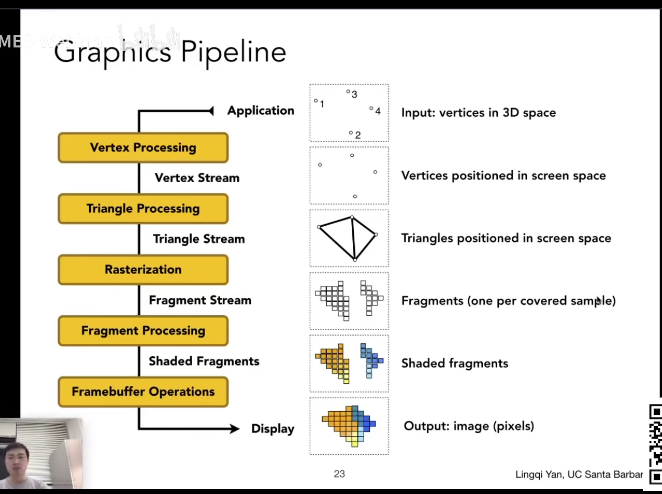 Graphics Pipeline
Application
Input: vertices in 3D space
1
3
4
2
Vertex Processing
Vertex Stream
Vertices positioned in screen space
Triangle Processing
Triangle Stream
Triangles positioned in screen space
Rasterization
Fragment Stream
Fragments (one per covered sample)
Fragment Processing
Shaded Fragments
Shaded fragments
Framebuffer Operations
Display
Output: image (pixels)
23
Lingqi Yan, UC Santa Barbar